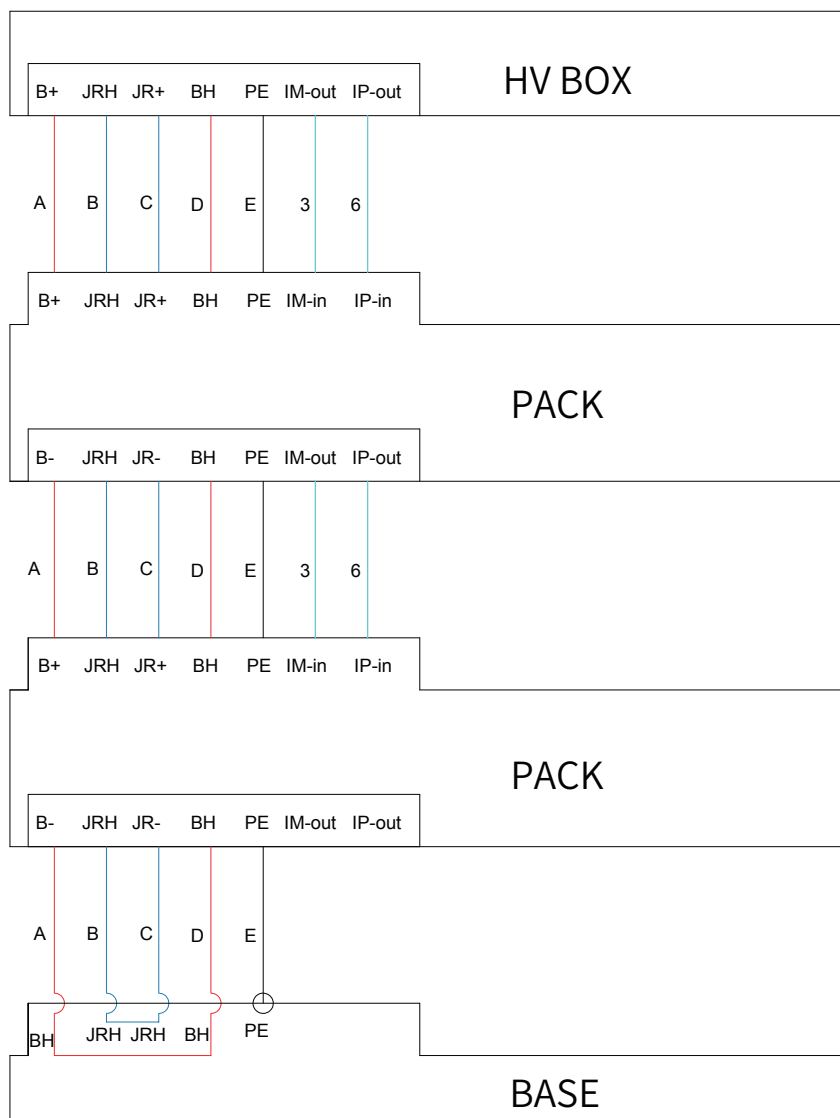 HV BOX
B+ JRH JR+ BH PE IM-out IP-out
A B C D E 3 6
B+ JRH JR+ BH PE IM-in IP-in
PACK
B- JRH JR- BH PE IM-out IP-out
A B C D E 3 6
B+ JRH JR+ BH PE IM-in IP-in
PACK
B- JRH JR- BH PE IM-out IP-out
A B C D E
BH JRH JRH BH PE
BASE